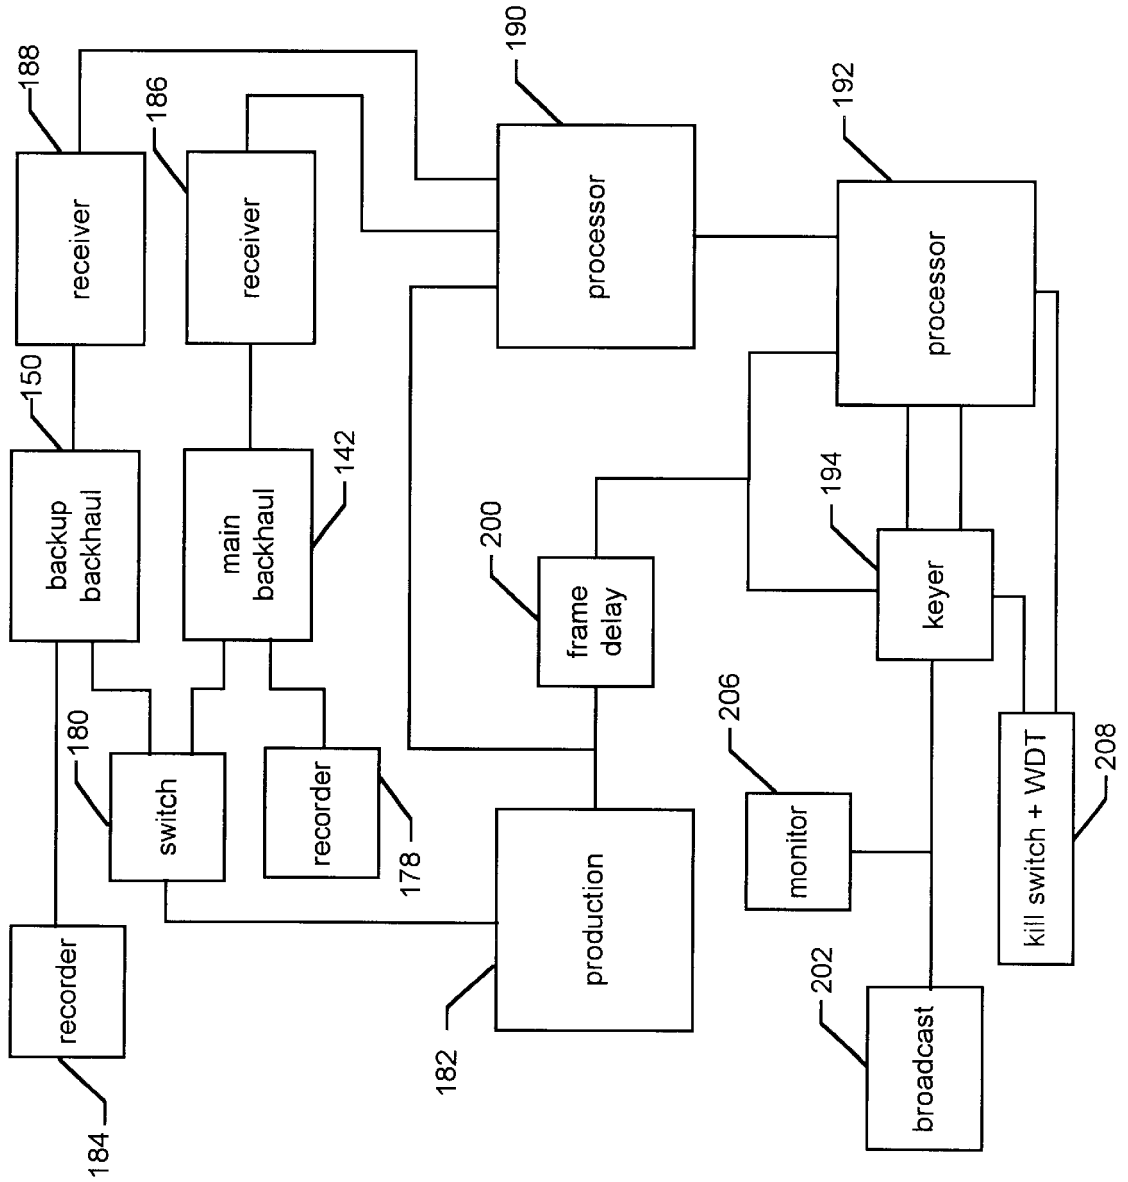 184
recorder
180
switch
150
backup
backhaul
188
receiver
178
recorder
142
main
backhaul
186
receiver
182
production
200
frame
delay
190
processor
206
monitor
202
broadcast
194
keyer
192
processor
208
kill switch + WDT